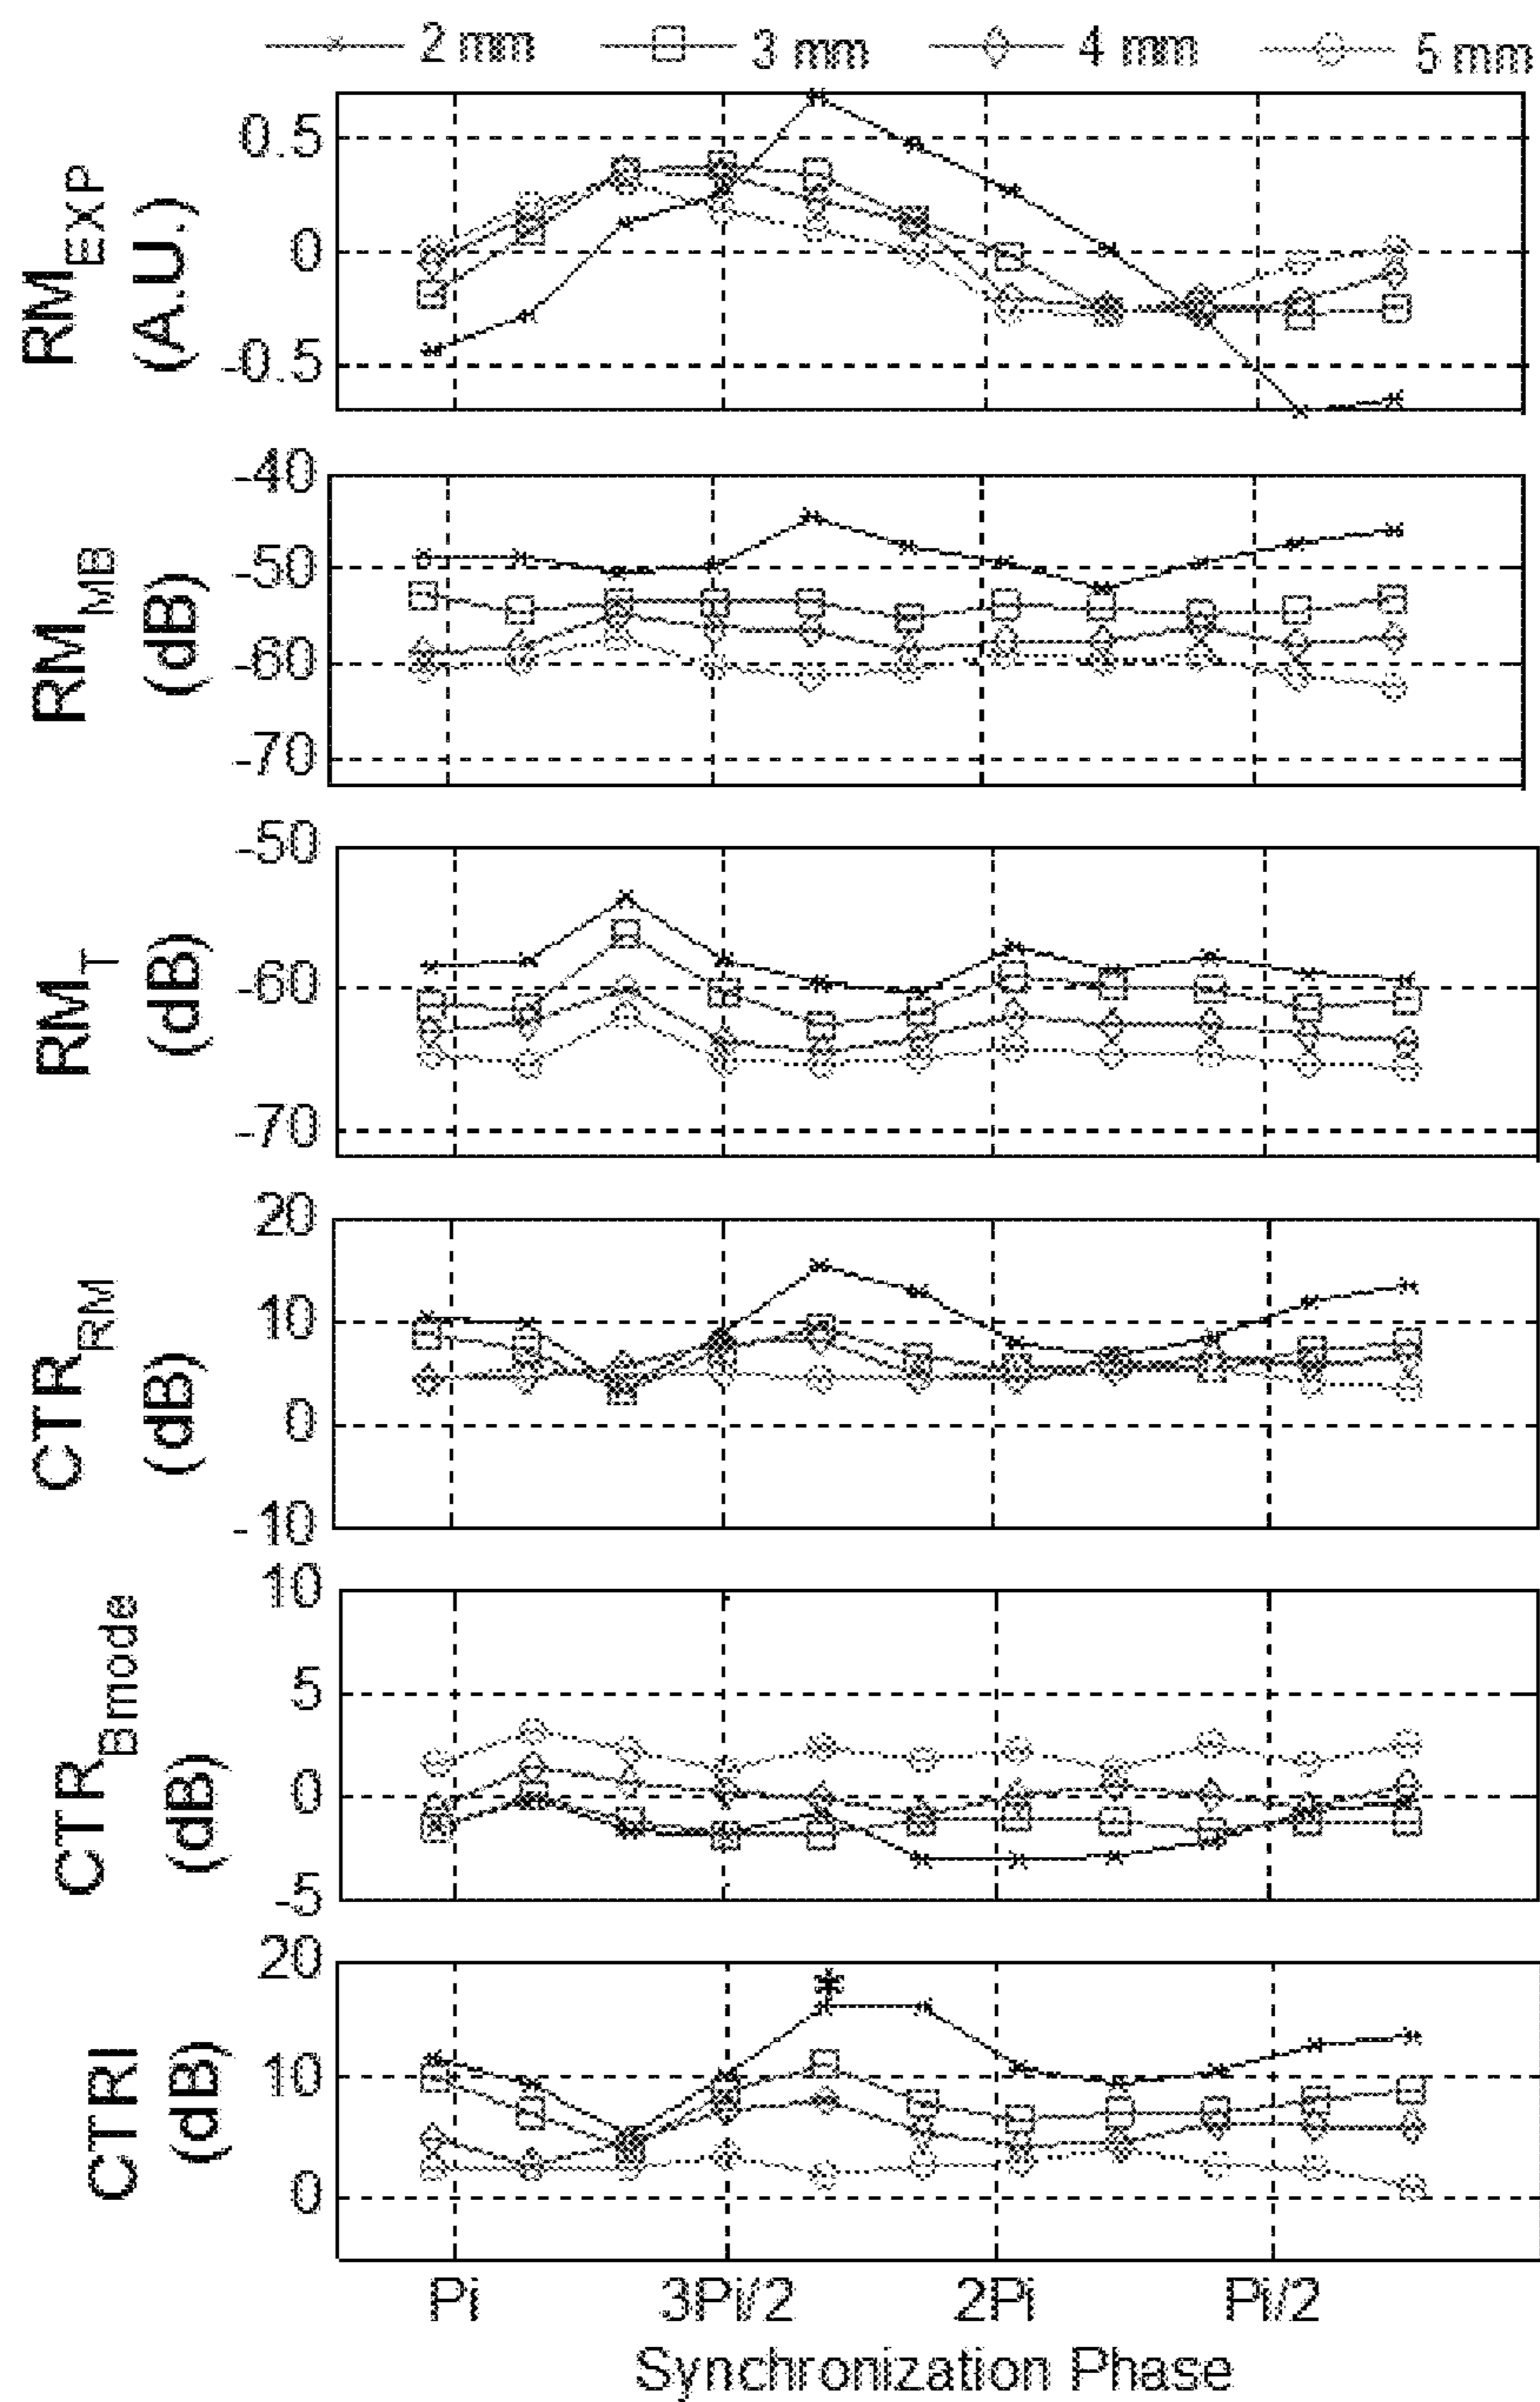 2 mm 3 mm 4 mm 5 mm
RM_EXP (A.U.)
0.5
0
-0.5
RM_MB (dB)
-40
-50
-60
-70
RM_T (dB)
-50
-60
-70
CTR_RM (dB)
20
10
0
-10
CTR_Bmode (dB)
10
5
0
-5
CTRI (dB)
20
10
0
*
Pi 3Pi/2 2Pi Pi/2
Synchronization Phase